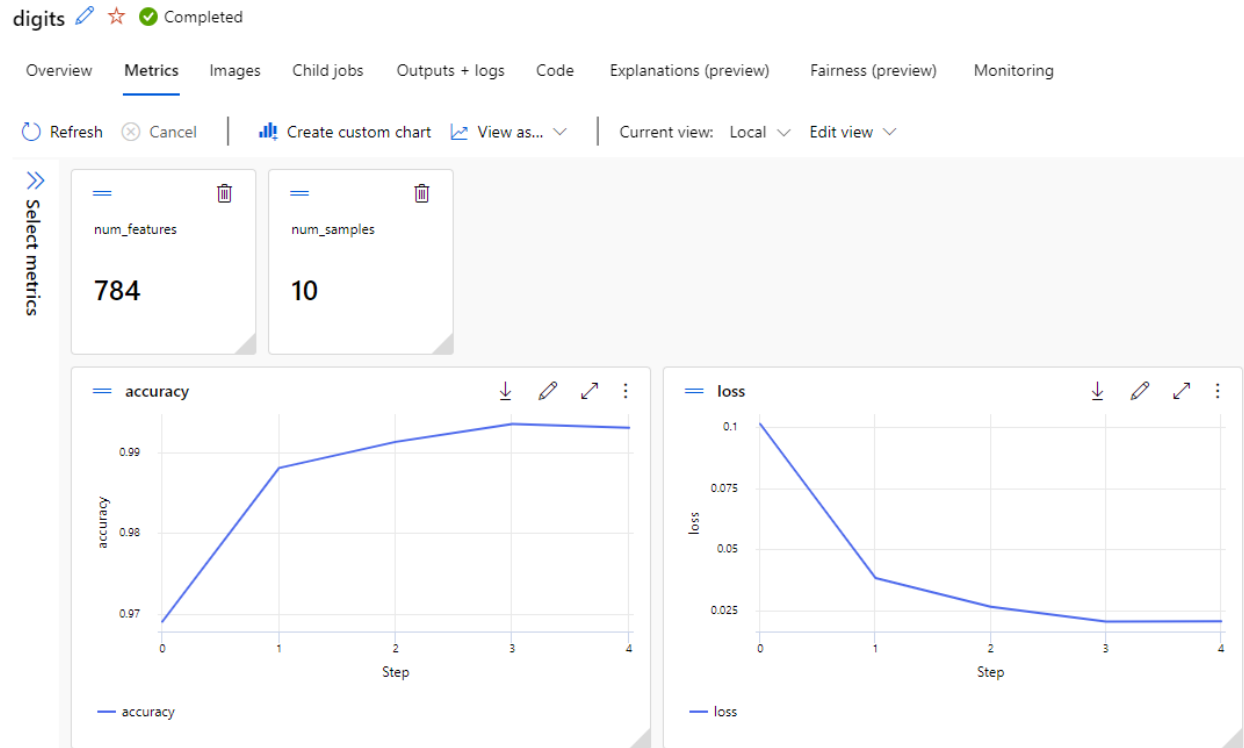 digits Completed
Overview Metrics Images Child jobs Outputs + logs Code Explanations (preview) Fairness (preview) Monitoring
Refresh Cancel Create custom chart View as... Current view: Local Edit view
Select metrics
num_features
784
num_samples
10
accuracy
0.99
0.98
0.97
accuracy
0 1 2 3 4
Step
accuracy
loss
0.1
0.075
0.05
0.025
loss
0 1 2 3 4
Step
loss